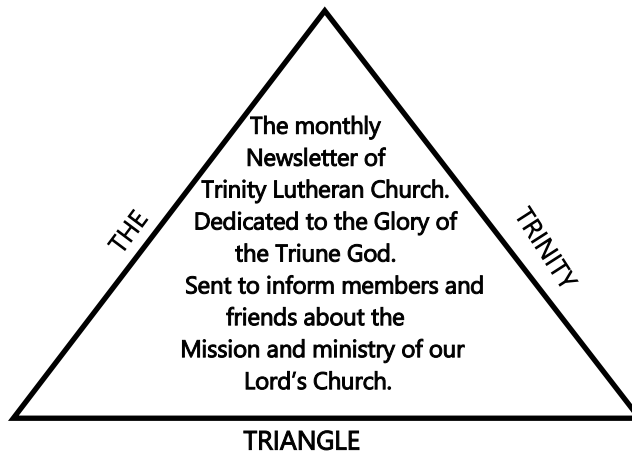 THE
TRINITY
The monthly
Newsletter of
Trinity Lutheran Church.
Dedicated to the Glory of
the Triune God.
Sent to inform members and
friends about the
Mission and ministry of our
Lord’s Church.
TRIANGLE